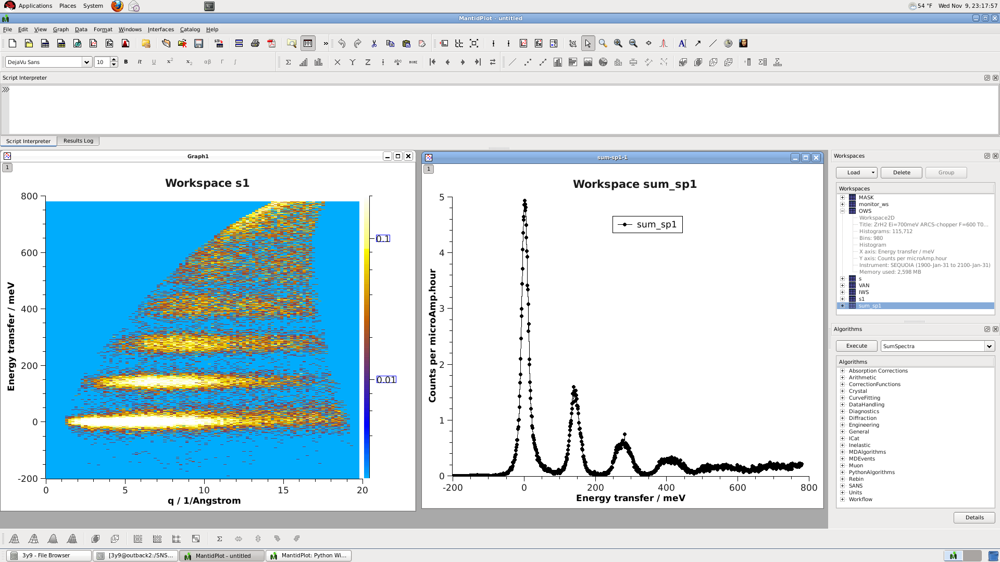 Applications Places System 54 °F Wed Nov 9, 23:17:57
MantidPlot - untitled
File Edit View Graph Data Format Windows Interfaces Catalog Help
DejaVu Sans 10 B It U x² x₂ αβ Γ ∫ Σ abc NONE
Script Interpreter
>>>
Script Interpreter Results Log
Graph1
1
Workspace s1
800
600
400
200
0
-200
0 5 10 15 20
Energy transfer / meV
q / 1/Angstrom
0.1
0.01
sum-sp1-1
1
Workspace sum_sp1
sum_sp1
5
4
3
2
1
0
-200 0 200 400 600 800
Counts per microAmp.hour
Energy transfer / meV
Workspaces
Load Delete Group
Workspaces
MASK
monitor_ws
OWS
Workspace2D
Title: ZrH2 Ei=700meV ARCS-chopper F=600 T0...
Histograms: 115,712
Bins: 980
Histogram
X axis: Energy transfer / meV
Y axis: Counts per microAmp.hour
Instrument: SEQUOIA (1900-Jan-31 to 2100-Jan-31)
Memory used: 2,598 MB
s
VAN
IWS
s1
sum_sp1
Algorithms
Execute SumSpectra
Algorithms
Absorption Corrections
Arithmetic
CorrectionFunctions
Crystal
CurveFitting
DataHandling
Diagnostics
Diffraction
Engineering
General
ICat
Inelastic
MDAlgorithms
MDEvents
Muon
PythonAlgorithms
Rebin
SANS
Units
Workflow
Details
3y9 - File Browser [3y9@outback2:/SNS... MantidPlot - untitled MantidPlot: Python Wi...